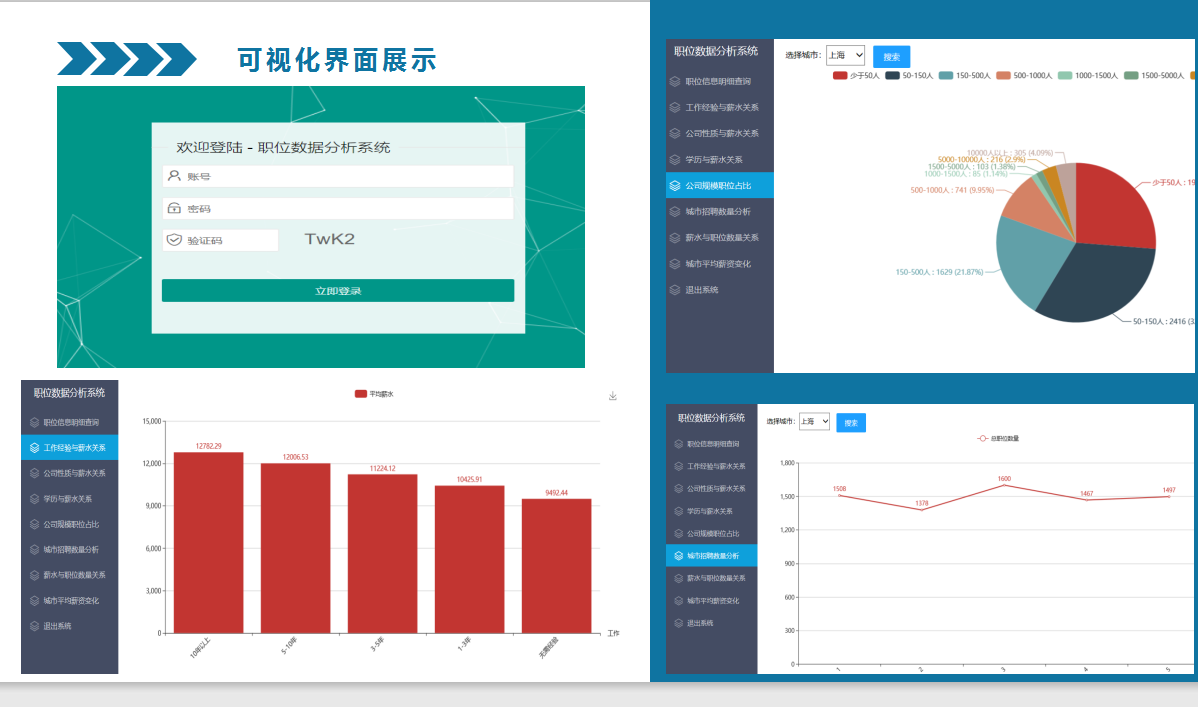 可视化界面展示
欢迎登陆 - 职位数据分析系统
账号
密码
验证码
TwK2
立即登录
职位数据分析系统
职位信息明细查询
工作经验与薪水关系
公司性质与薪水关系
学历与薪水关系
公司规模职位占比
城市招聘数量分析
薪水与职位数量关系
城市平均薪资变化
退出系统
平均薪水
15,000
12,000
9,000
6,000
3,000
0
12782.29
12006.53
11224.12
10425.91
9492.44
10年以上
5-10年
3-5年
1-3年
无需经验
工作
职位数据分析系统
职位信息明细查询
工作经验与薪水关系
公司性质与薪水关系
学历与薪水关系
公司规模职位占比
城市招聘数量分析
薪水与职位数量关系
城市平均薪资变化
退出系统
选择城市： 上海 搜索
少于50人 50-150人 150-500人 500-1000人 1000-1500人 1500-5000人
10000人以上 : 305 (4.09%)
5000-10000人 : 216 (2.9%)
1500-5000人 : 103 (1.38%)
1000-1500人 : 85 (1.14%)
500-1000人 : 741 (9.95%)
150-500人 : 1629 (21.87%)
少于50人 : 19
50-150人 : 2416 (3
职位数据分析系统
职位信息明细查询
工作经验与薪水关系
公司性质与薪水关系
学历与薪水关系
公司规模职位占比
城市招聘数量分析
薪水与职位数量关系
城市平均薪资变化
退出系统
选择城市： 上海 搜索
总职位数量
1,800
1,500
1,200
900
600
300
0
1508
1378
1600
1467
1497
1
2
3
4
5